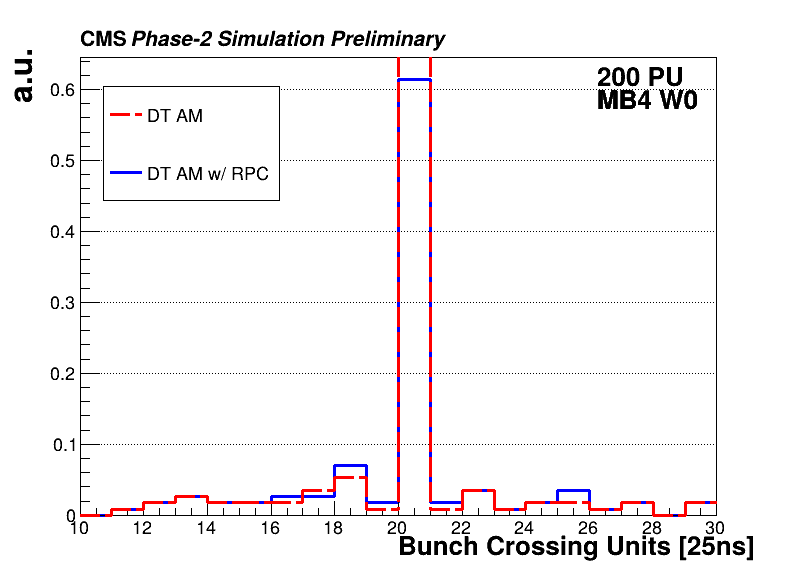 CMS Phase-2 Simulation Preliminary
a.u.
200 PU
MB4 W0
DT AM
DT AM w/ RPC
0.6
0.5
0.4
0.3
0.2
0.1
0
10 12 14 16 18 20 22 24 26 28 30
Bunch Crossing Units [25ns]